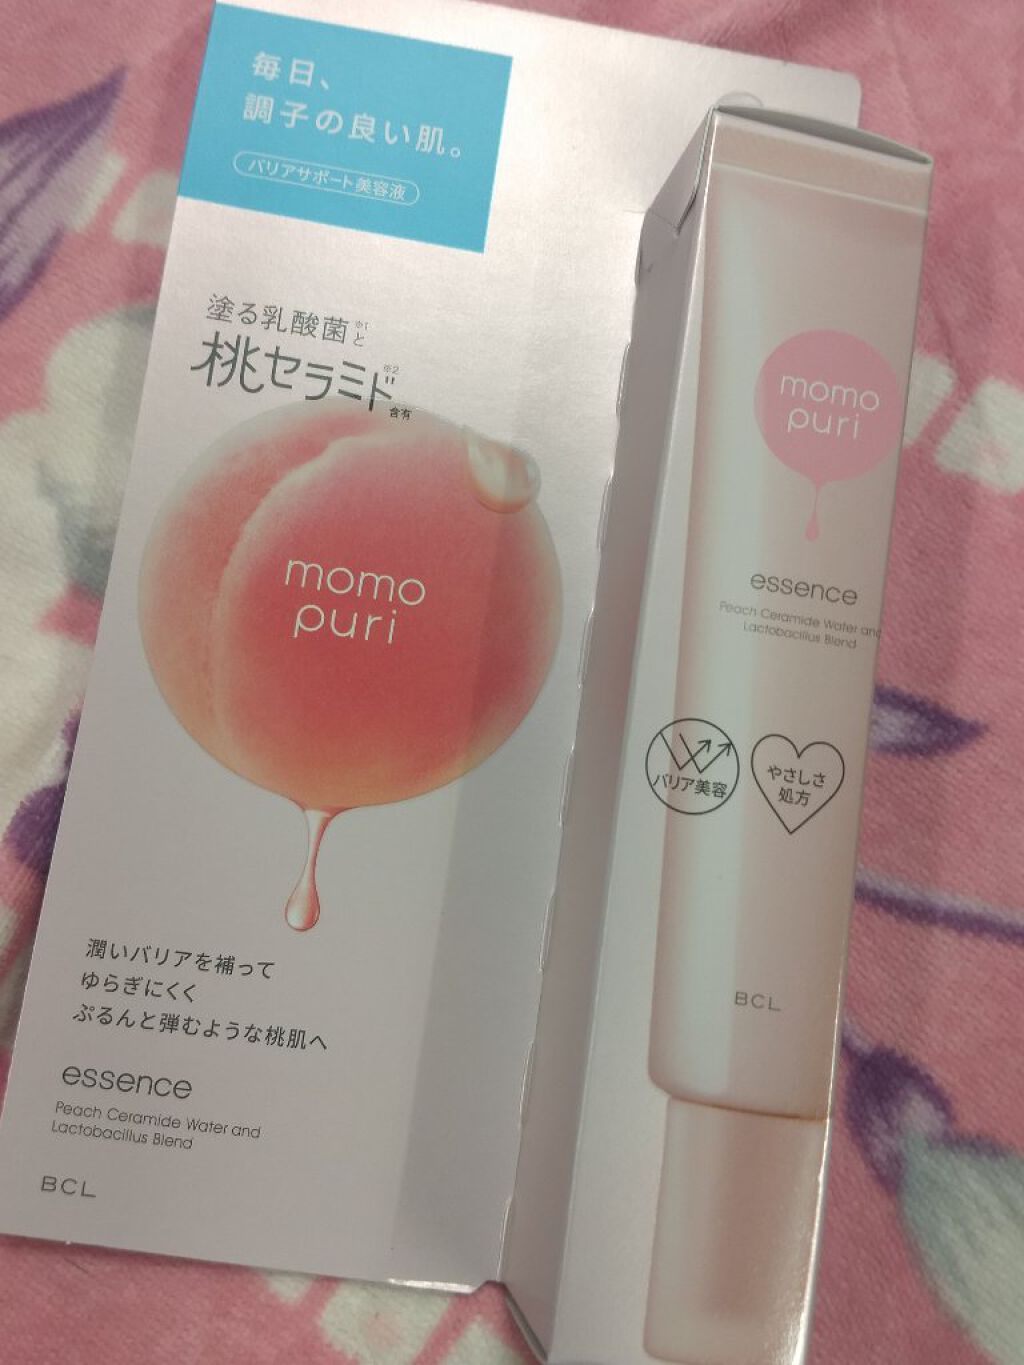 毎日、
調子の良い肌。
バリアサポート美容液
塗る乳酸菌※1と
桃セラミド※2
含有
momo
puri
潤いバリアを補って
ゆらぎにくく
ぷるんと弾むような桃肌へ
essence
Peach Ceramide Water and
Lactobacillus Blend
BCL
momo
puri
essence
Peach Ceramide Water and
Lactobacillus Blend
バリア美容
やさしさ
処方
BCL